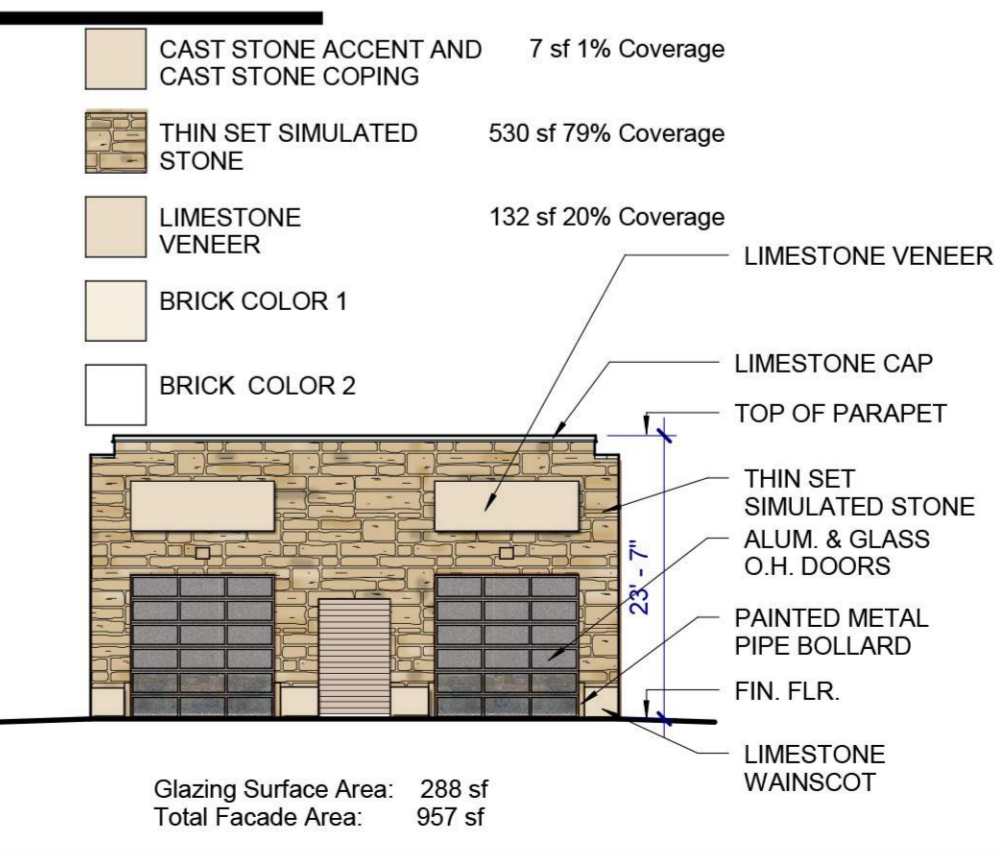 CAST STONE ACCENT AND 7 sf 1% Coverage
CAST STONE COPING
THIN SET SIMULATED 530 sf 79% Coverage
STONE
LIMESTONE 132 sf 20% Coverage
VENEER
BRICK COLOR 1
BRICK COLOR 2
LIMESTONE VENEER
LIMESTONE CAP
TOP OF PARAPET
THIN SET
SIMULATED STONE
ALUM. & GLASS
O.H. DOORS
23' - 7"
PAINTED METAL
PIPE BOLLARD
FIN. FLR.
LIMESTONE
WAINSCOT
Glazing Surface Area: 288 sf
Total Facade Area: 957 sf